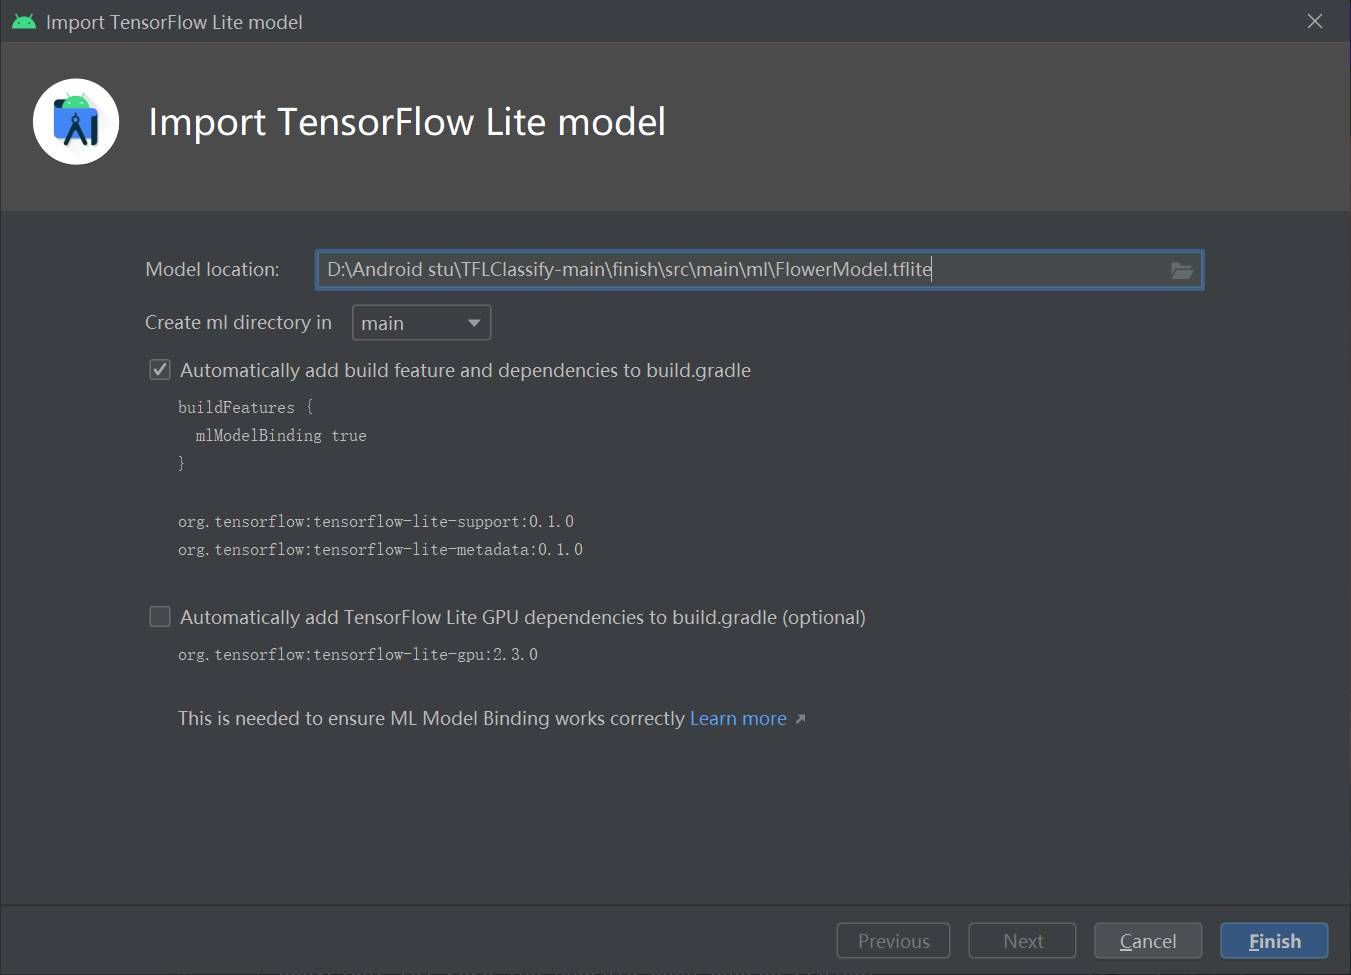 Import TensorFlow Lite model
Import TensorFlow Lite model
Model location:
D:\Android stu\TFLClassify-main\finish\src\main\ml\FlowerModel.tflite
Create ml directory in main
Automatically add build feature and dependencies to build.gradle
buildFeatures {
mlModelBinding true
}
org.tensorflow:tensorflow-lite-support:0.1.0
org.tensorflow:tensorflow-lite-metadata:0.1.0
Automatically add TensorFlow Lite GPU dependencies to build.gradle (optional)
org.tensorflow:tensorflow-lite-gpu:2.3.0
This is needed to ensure ML Model Binding works correctly Learn more
Previous Next Cancel Finish